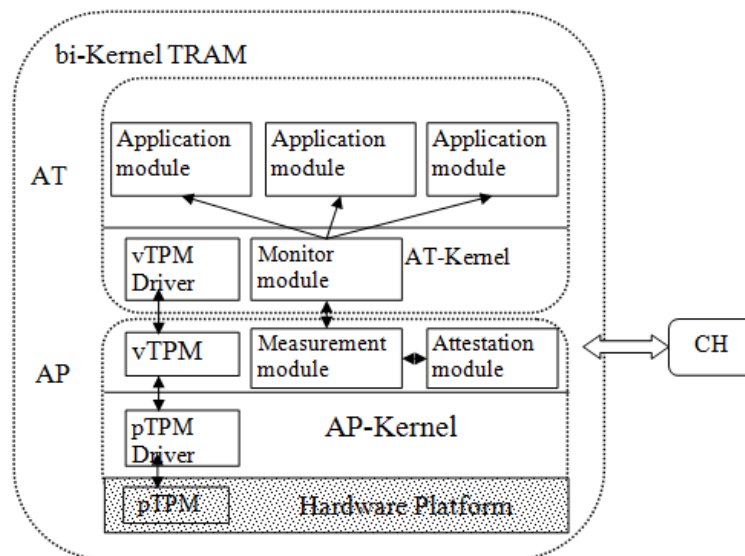 bi-Kernel TRAM
Application
module
Application
module
Application
module
AT
vTPM
Driver
Monitor
module
AT-Kernel
vTPM
Measurement
module
Attestation
module
CH
AP
pTPM
Driver
AP-Kernel
pTPM
Hardware Platform